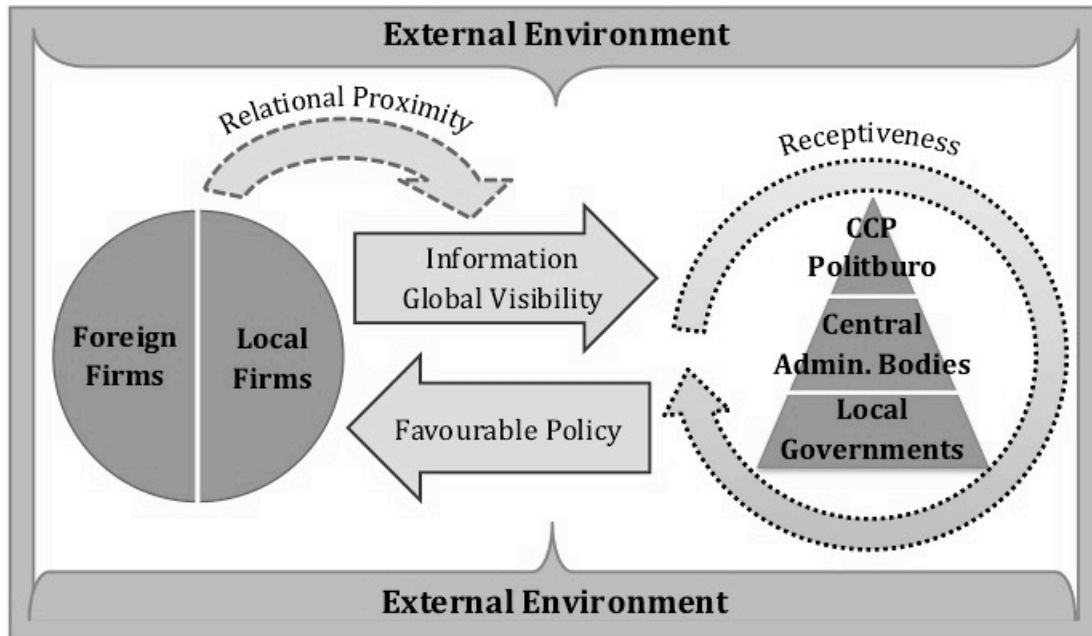 External Environment
Relational Proximity
Receptiveness
Information
Global Visibility
CCP
Politburo
Foreign
Firms
Local
Firms
Central
Admin. Bodies
Favourable Policy
Local
Governments
External Environment